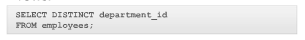 SELECT DISTINCT department_id
FROM employees;